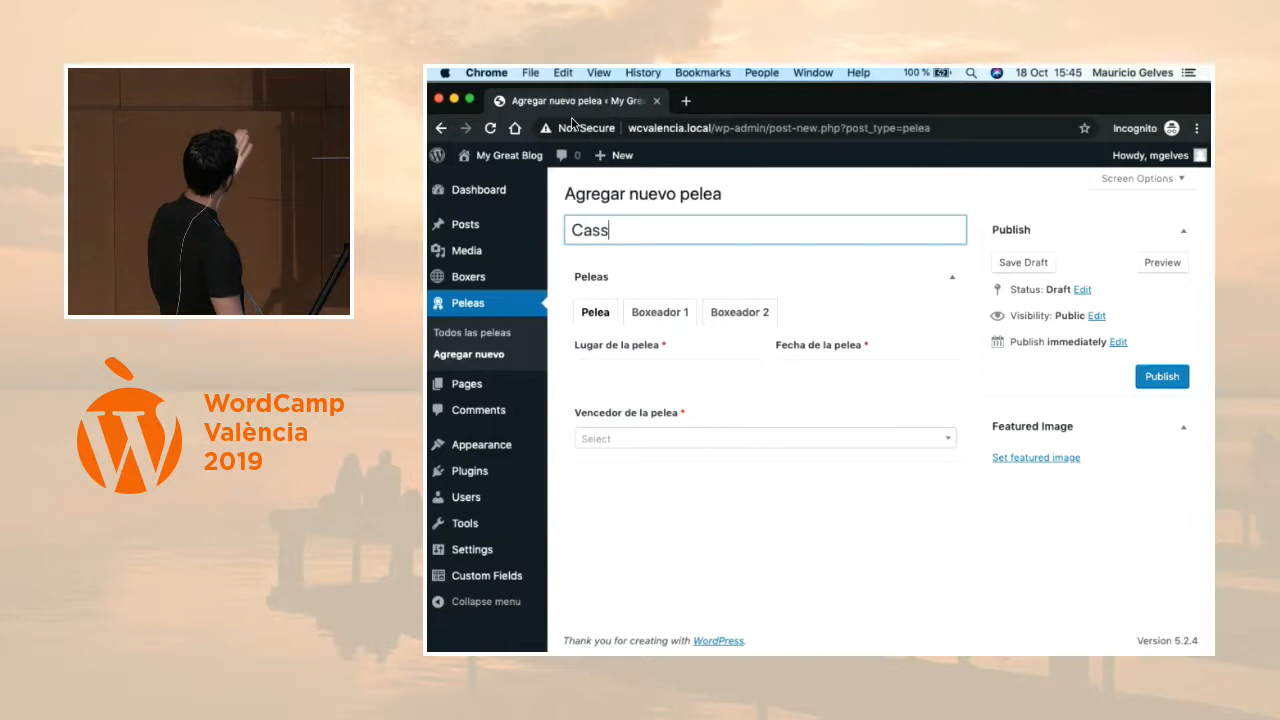 Chrome File Edit View History Bookmarks People Window Help 100 % 18 Oct 15:45 Mauricio Gelves
Agregar nuevo pelea ‹ My Gre
Not Secure wcvalencia.local/wp-admin/post-new.php?post_type=pelea Incognito
My Great Blog 0 New Howdy, mgelves
Screen Options
Dashboard
Posts
Media
Boxers
Peleas
Todos las peleas
Agregar nuevo
Pages
Comments
Appearance
Plugins
Users
Tools
Settings
Custom Fields
Collapse menu
Agregar nuevo pelea
Cass
Peleas
Pelea Boxeador 1 Boxeador 2
Lugar de la pelea * Fecha de la pelea *
Vencedor de la pelea *
Select
Publish
Save Draft Preview
Status: Draft Edit
Visibility: Public Edit
Publish immediately Edit
Publish
Featured Image
Set featured image
Thank you for creating with WordPress. Version 5.2.4
WordCamp
València
2019